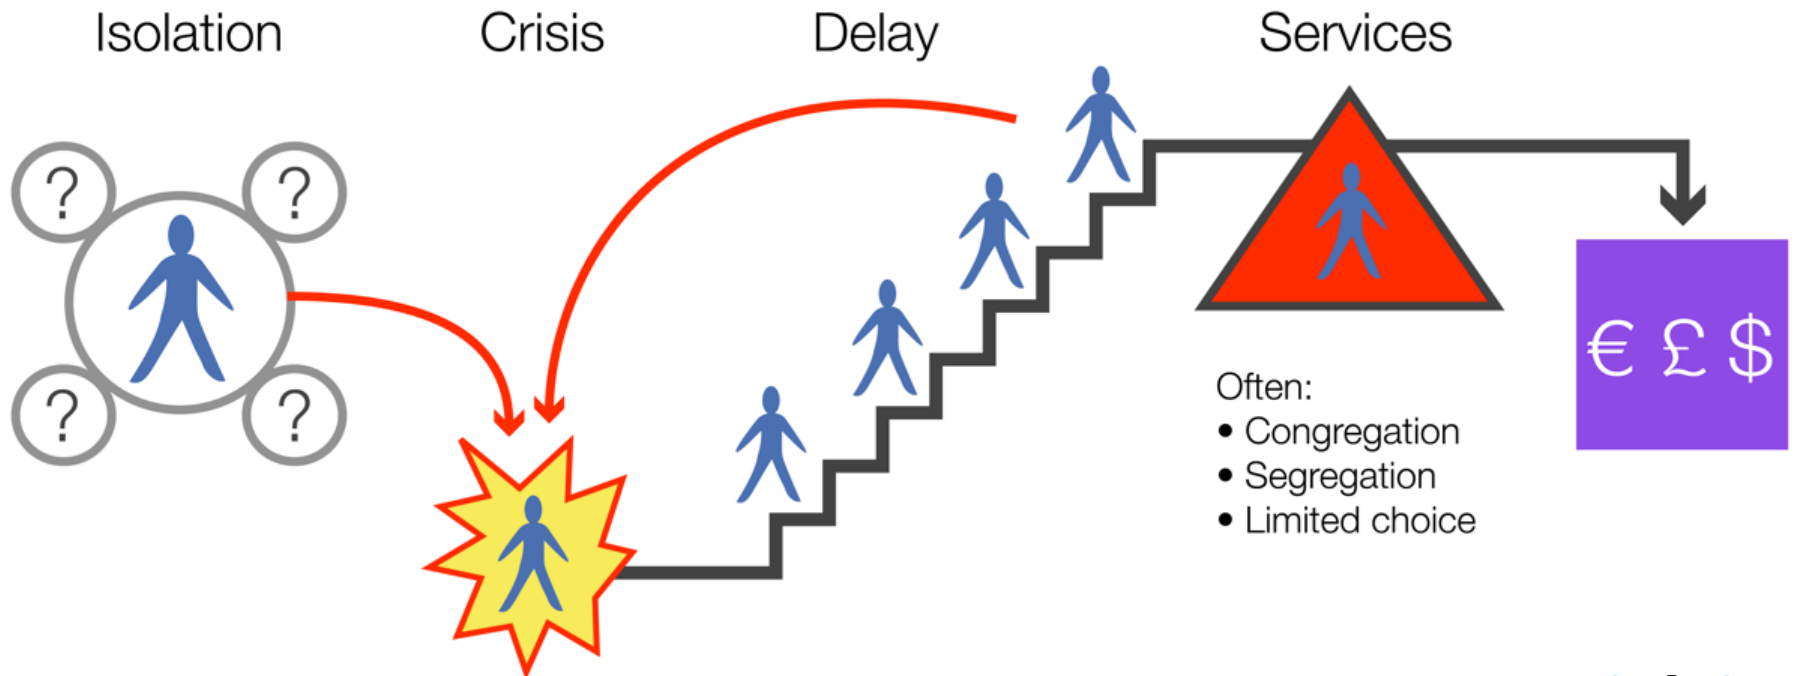 Isolation
Crisis
Delay
Services
?
?
?
?
€ £ $
Often:
• Congregation
• Segregation
• Limited choice